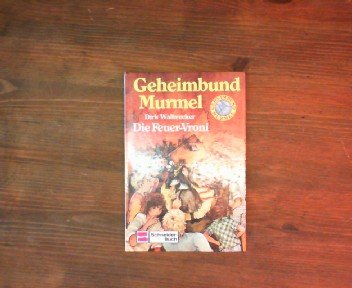 Geheimbund
Murmel
Dirk Walbrecker
Die Feuer-Vroni
Schneider
Buch